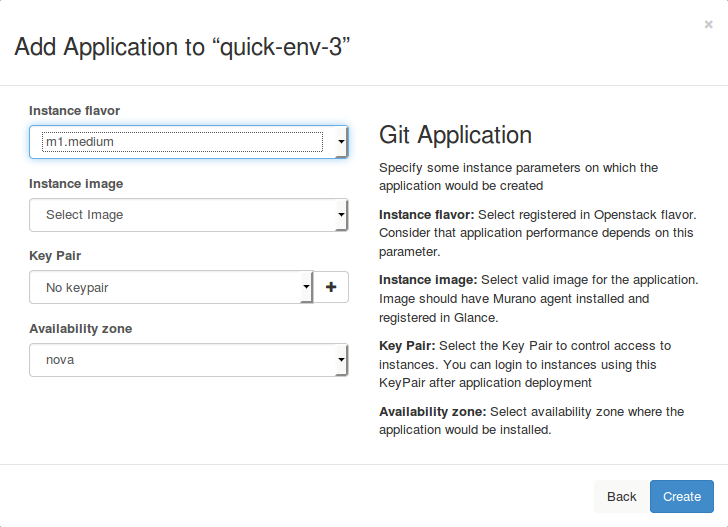 ×
Add Application to “quick-env-3”
Instance flavor
m1.medium
Instance image
Select Image
Key Pair
No keypair
+
Availability zone
nova
Git Application
Specify some instance parameters on which the
application would be created
Instance flavor: Select registered in Openstack flavor.
Consider that application performance depends on this
parameter.
Instance image: Select valid image for the application.
Image should have Murano agent installed and
registered in Glance.
Key Pair: Select the Key Pair to control access to
instances. You can login to instances using this
KeyPair after application deployment
Availability zone: Select availability zone where the
application would be installed.
Back
Create